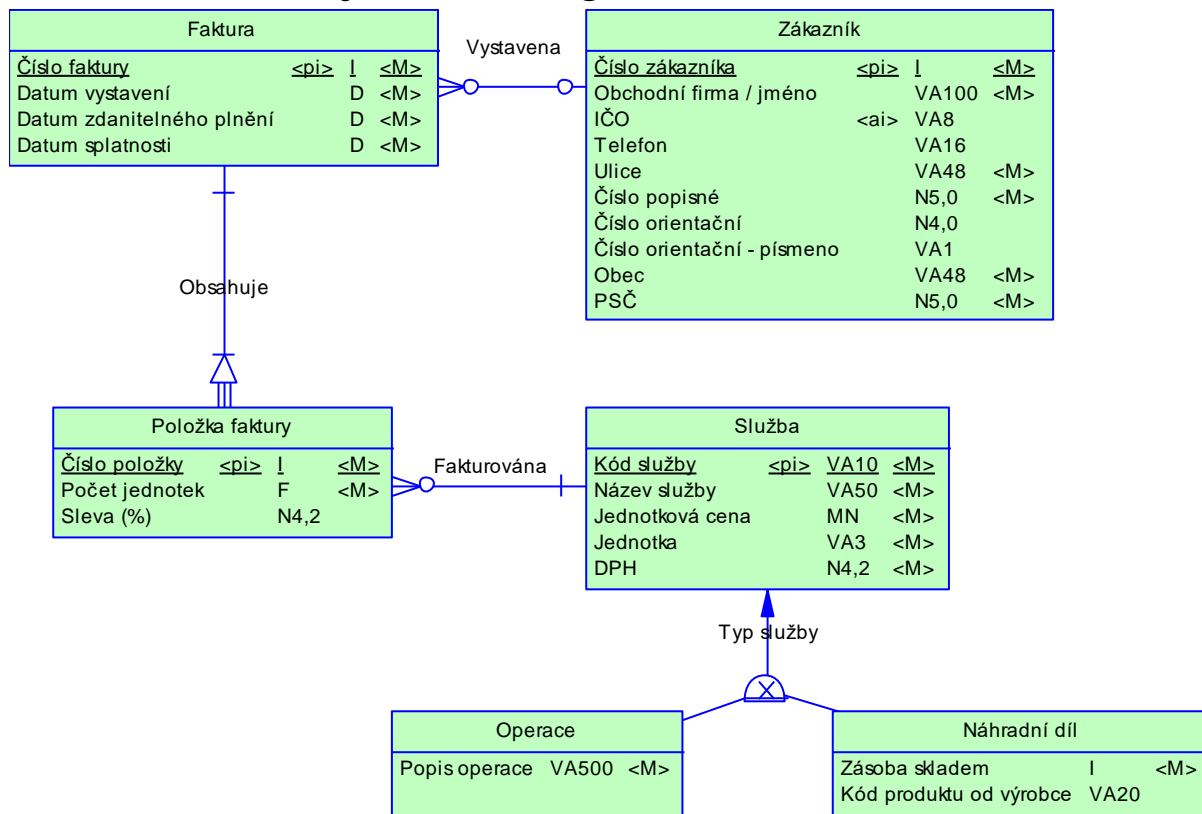 Faktura
Číslo faktury <pi> I <M>
Datum vystavení D <M>
Datum zdanitelného plnění D <M>
Datum splatnosti D <M>
Vystavena
Zákazník
Číslo zákazníka <pi> I <M>
Obchodní firma / jméno VA100 <M>
IČO <ai> VA8
Telefon VA16
Ulice VA48 <M>
Číslo popisné N5,0 <M>
Číslo orientační N4,0
Číslo orientační - písmeno VA1
Obec VA48 <M>
PSČ N5,0 <M>
Obsahuje
Položka faktury
Číslo položky <pi> I <M>
Počet jednotek F <M>
Sleva (%) N4,2
Fakturována
Služba
Kód služby <pi> VA10 <M>
Název služby VA50 <M>
Jednotková cena MN <M>
Jednotka VA3 <M>
DPH N4,2 <M>
Typ služby
Operace
Popis operace VA500 <M>
Náhradní díl
Zásoba skladem I <M>
Kód produktu od výrobce VA20